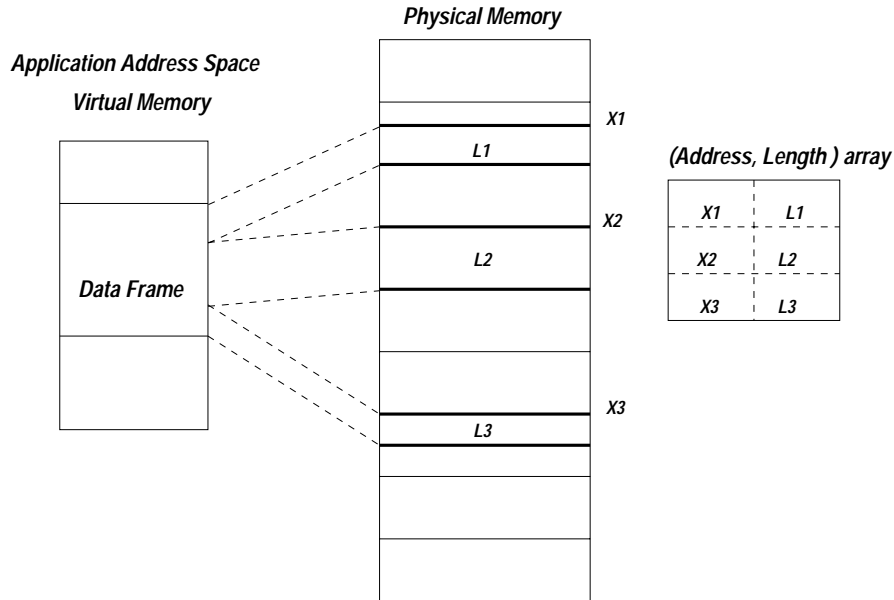 Physical Memory
Application Address Space
Virtual Memory
X1
L1
(Address, Length ) array
X1 L1
X2
X2 L2
L2
Data Frame
X3 L3
X3
L3